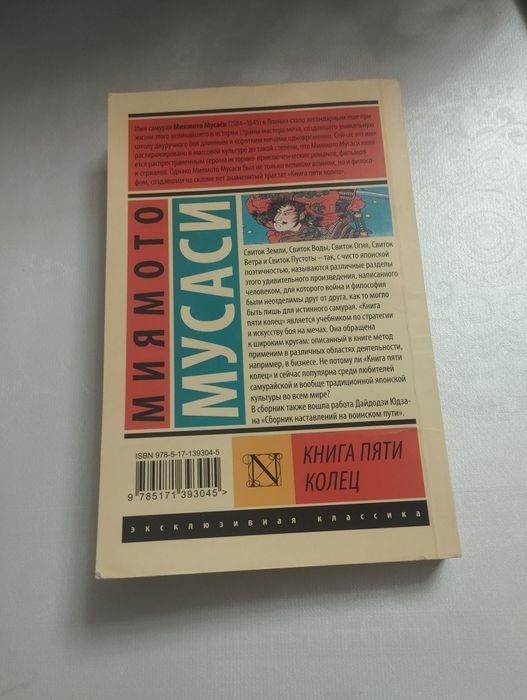 Имя самурая Миямото Мусаси (1584–1645) в Японии стало легендарным еще при
жизни этого величайшего в истории страны мастера меча, создавшего уникальную
школу двуручного боя длинным и коротким мечами одновременно. Сейчас это имя
растиражировано в массовой культуре до такой степени, что Миямото Мусаси явля-
ется распространенным героем историко-приключенческих романов, фильмов
и сериалов. Однако Миямото Мусаси был не только великим воином, но и филосо-
фом, создавшим на склоне лет знаменитый трактат «Книга пяти колец».
МИЯМОТО
МУСАСИ
Свиток Земли, Свиток Воды, Свиток Огня, Свиток
Ветра и Свиток Пустоты – так, с чисто японской
поэтичностью, называются различные разделы
этого удивительного произведения, написанного
человеком, для которого война и философия
были неотделимы друг от друга, как то могло
быть лишь для истинного самурая. «Книга
пяти колец» является учебником по стратегии
и искусству боя на мечах. Она обращена
к широким кругам: описанный в книге метод
применим в различных областях деятельности,
например, в бизнесе. Не потому ли «Книга пяти
колец» и сейчас популярна среди любителей
самурайской и вообще традиционной японской
культуры во всем мире?
В сборник также вошла работа Дайдодзи Юдза-
на «Сборник наставлений на воинском пути».
ISBN 978-5-17-139304-5
9 785171 393045 >
N
КНИГА ПЯТИ
КОЛЕЦ
эксклюзивная классика